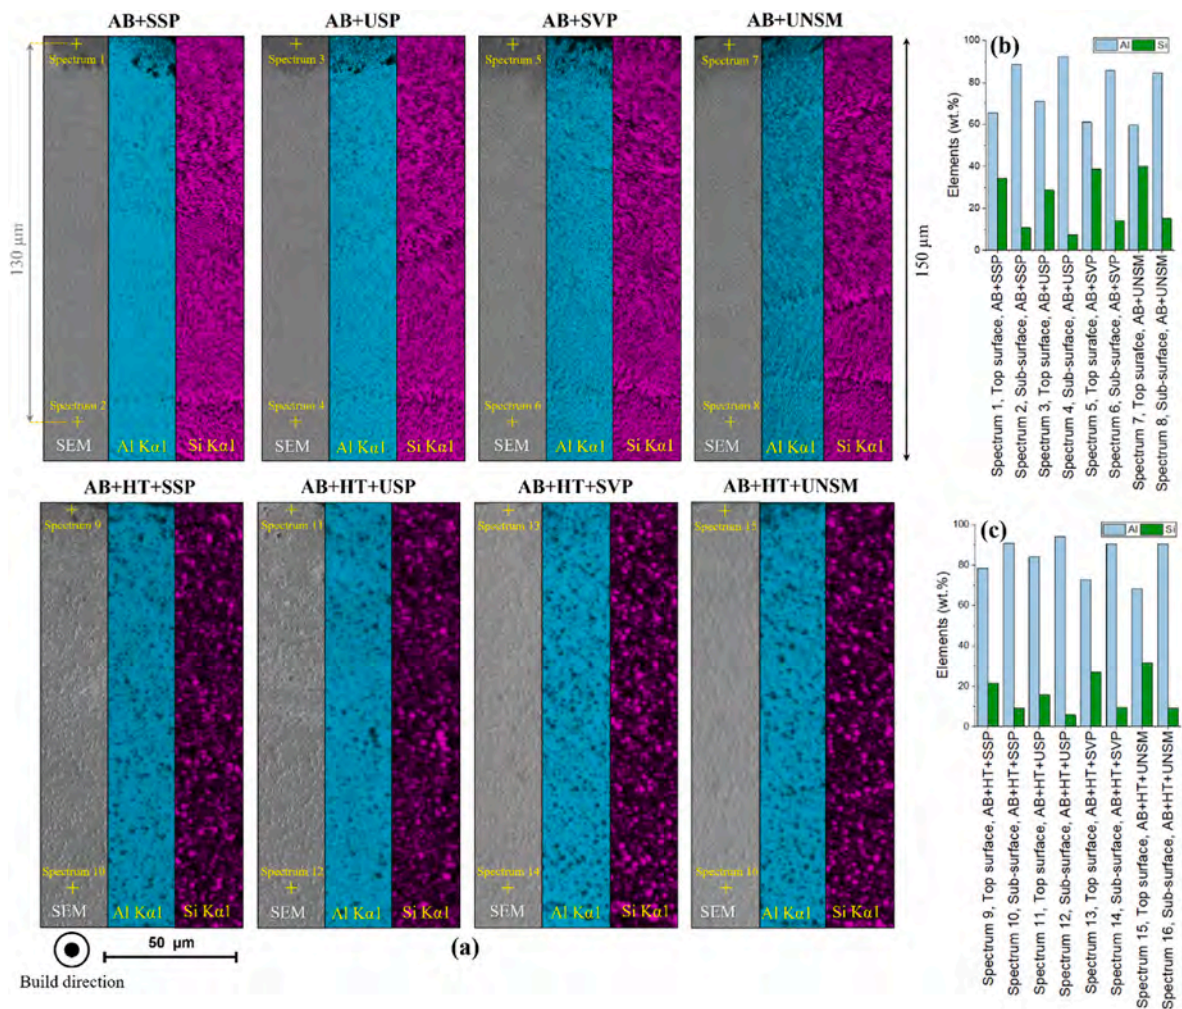 AB+SSP
AB+USP
AB+SVP
AB+UNSM
Spectrum 1
Spectrum 3
Spectrum 5
Spectrum 7
130 μm
150 μm
Spectrum 2
Spectrum 4
Spectrum 6
Spectrum 8
SEM Al Kα1 Si Kα1
SEM Al Kα1 Si Kα1
SEM Al Kα1 Si Kα1
SEM Al Kα1 Si Kα1
(b)
Al Si
Elements (wt.%)
100
80
60
40
20
0
Spectrum 1, Top surface, AB+SSP
Spectrum 2, Sub-surface, AB+SSP
Spectrum 3, Top surface, AB+USP
Spectrum 4, Sub-surface, AB+USP
Spectrum 5, Top surafce, AB+SVP
Spectrum 6, Sub-surface, AB+SVP
Spectrum 7, Top surafce, AB+UNSM
Spectrum 8, Sub-surface, AB+UNSM
AB+HT+SSP
AB+HT+USP
AB+HT+SVP
AB+HT+UNSM
Spectrum 9
Spectrum 11
Spectrum 13
Spectrum 15
Spectrum 10
Spectrum 12
Spectrum 14
Spectrum 16
SEM Al Kα1 Si Kα1
SEM Al Kα1 Si Kα1
SEM Al Kα1 Si Kα1
SEM Al Kα1 Si Kα1
(c)
Al Si
Elements (wt.%)
100
80
60
40
20
0
Spectrum 9, Top surface, AB+HT+SSP
Spectrum 10, Sub-surface, AB+HT+SSP
Spectrum 11, Top surface, AB+HT+USP
Spectrum 12, Sub-surface, AB+HT+USP
Spectrum 13, Top surface, AB+HT+SVP
Spectrum 14, Sub-surface, AB+HT+SVP
Spectrum 15, Top surface, AB+HT+UNSM
Spectrum 16, Sub-surface, AB+HT+UNSM
50 μm
Build direction
(a)